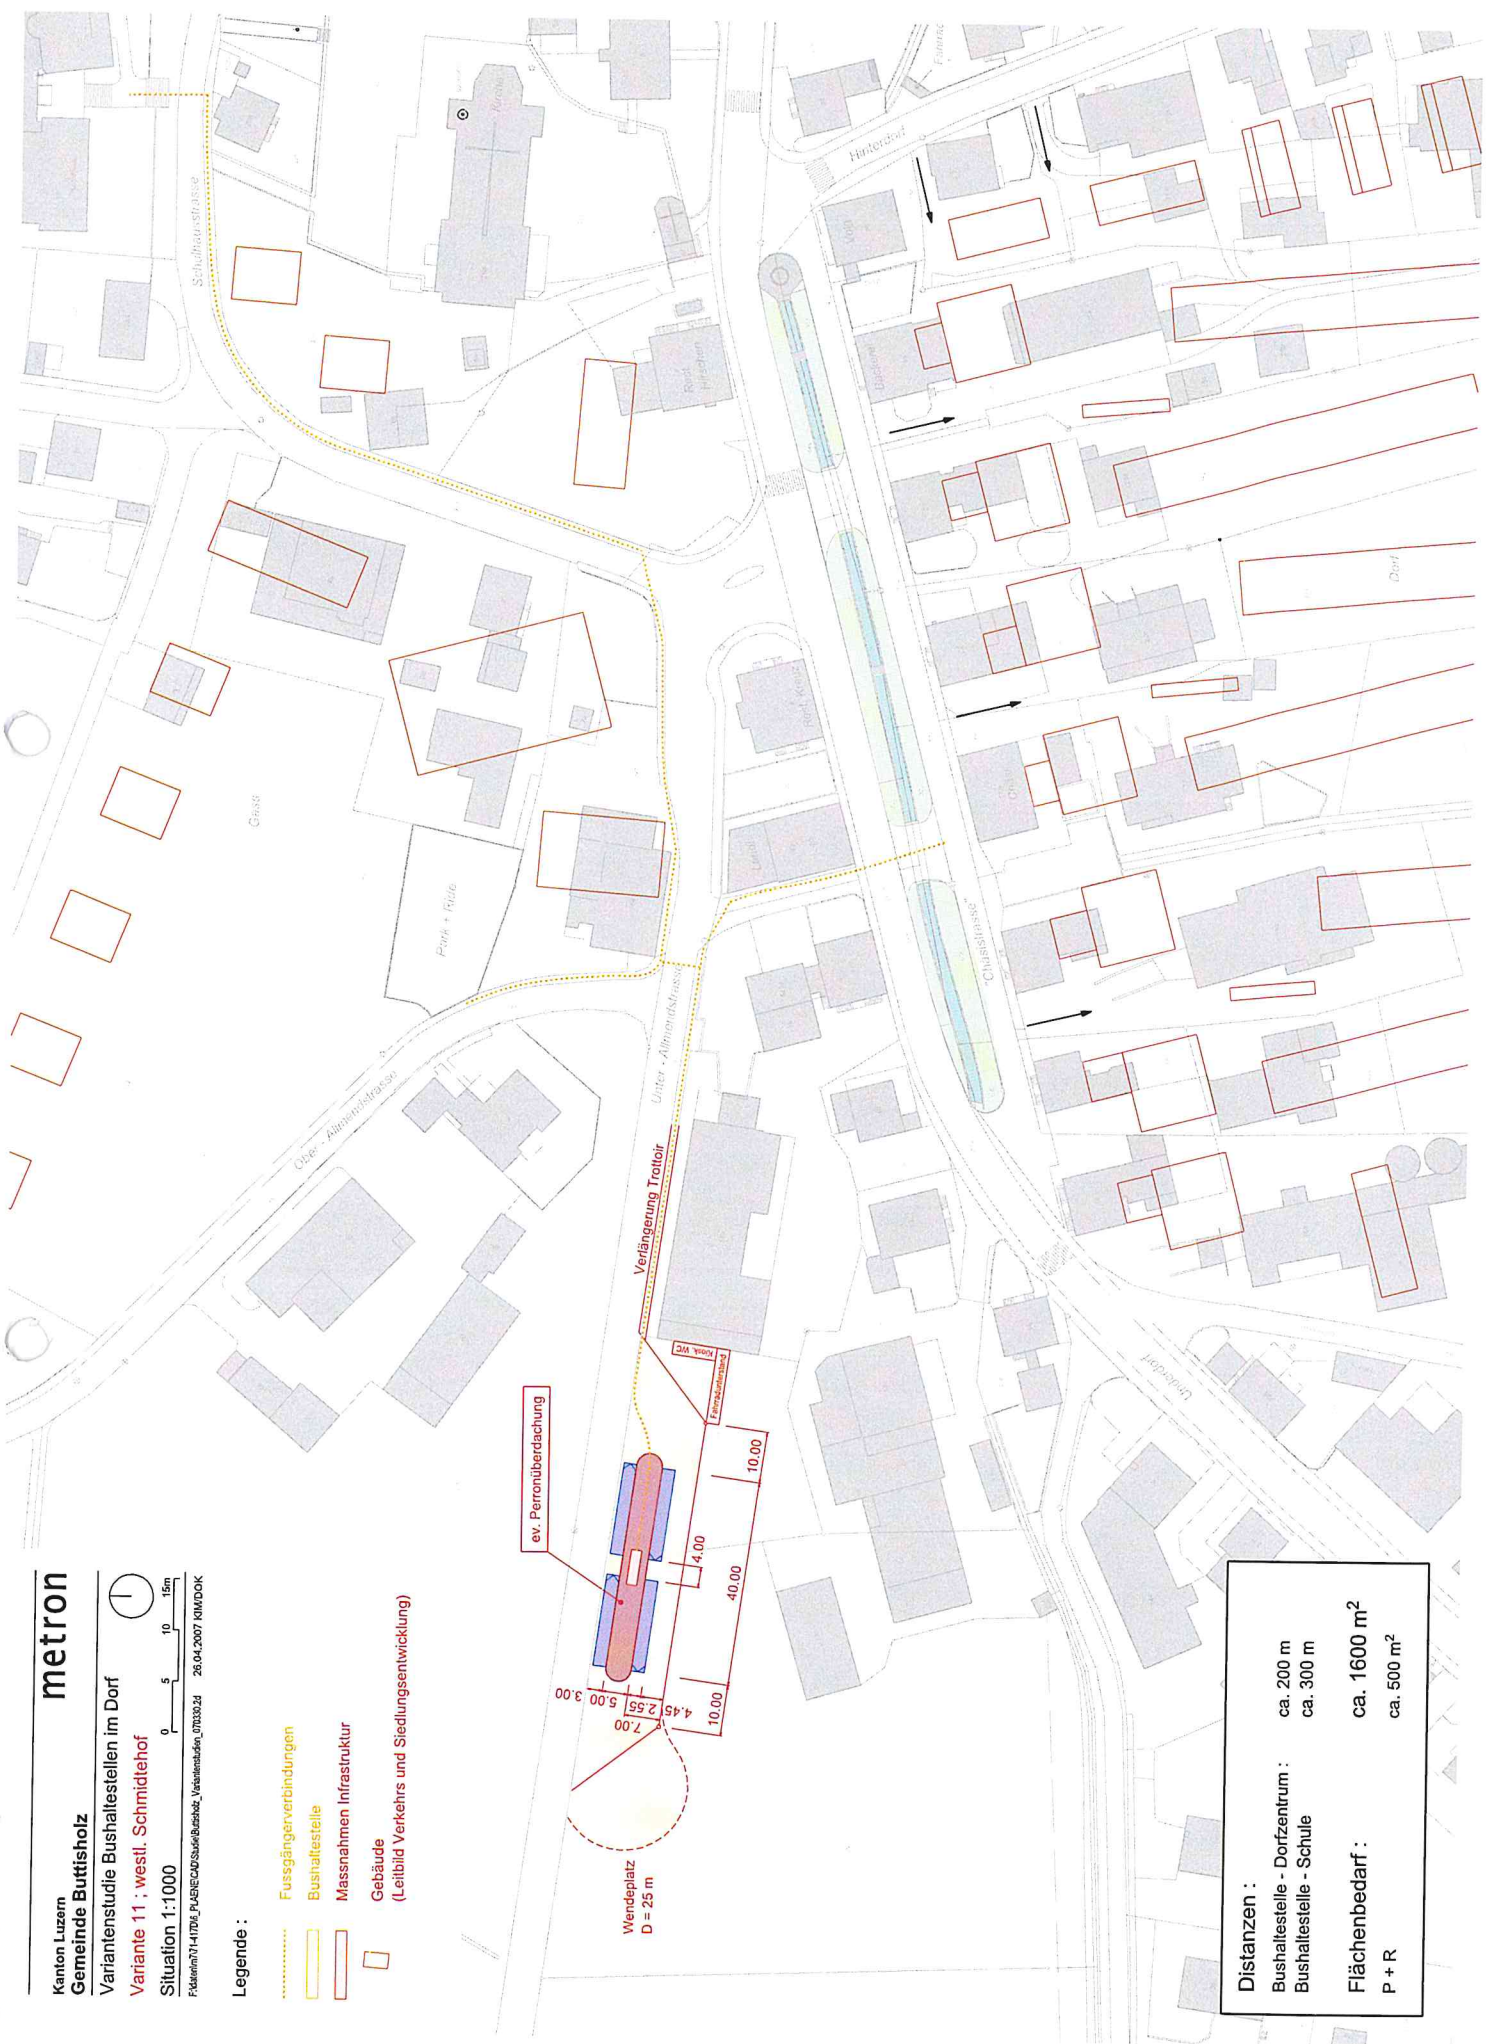 metron
Kanton Luzern
Gemeinde Buttisholz
Variantenstudie Bushaltestellen im Dorf
Variante 11 ; westl. Schmidtehof
Situation 1:1000
0 5 10 15m
26.04.2007 KIM/DOK
Legende :
Fussgängerverbindungen
Bushaltestelle
Massnahmen Infrastruktur
Gebäude
(Leitbild Verkehrs und Siedlungsentwicklung)
Schulhausstrasse
Kirche
Hinterdorf
Rest. Hirschen
Gass
Park + Ride
Ober - Allmendstrasse
Unter - Allmendstrasse
"Chäsistrasse"
Dorf
Unterdorf
Verlängerung Trottoir
Kiosk, WC
Fahrradunterstand
ev. Perronüberdachung
10.00
4.00
40.00
10.00
3.00
5.00
2.55
4.45
7.00
Wendeplatz
D = 25 m
Distanzen :
Bushaltestelle - Dorfzentrum : ca. 200 m
Bushaltestelle - Schule ca. 300 m
Flächenbedarf : ca. 1600 m²
P + R ca. 500 m²